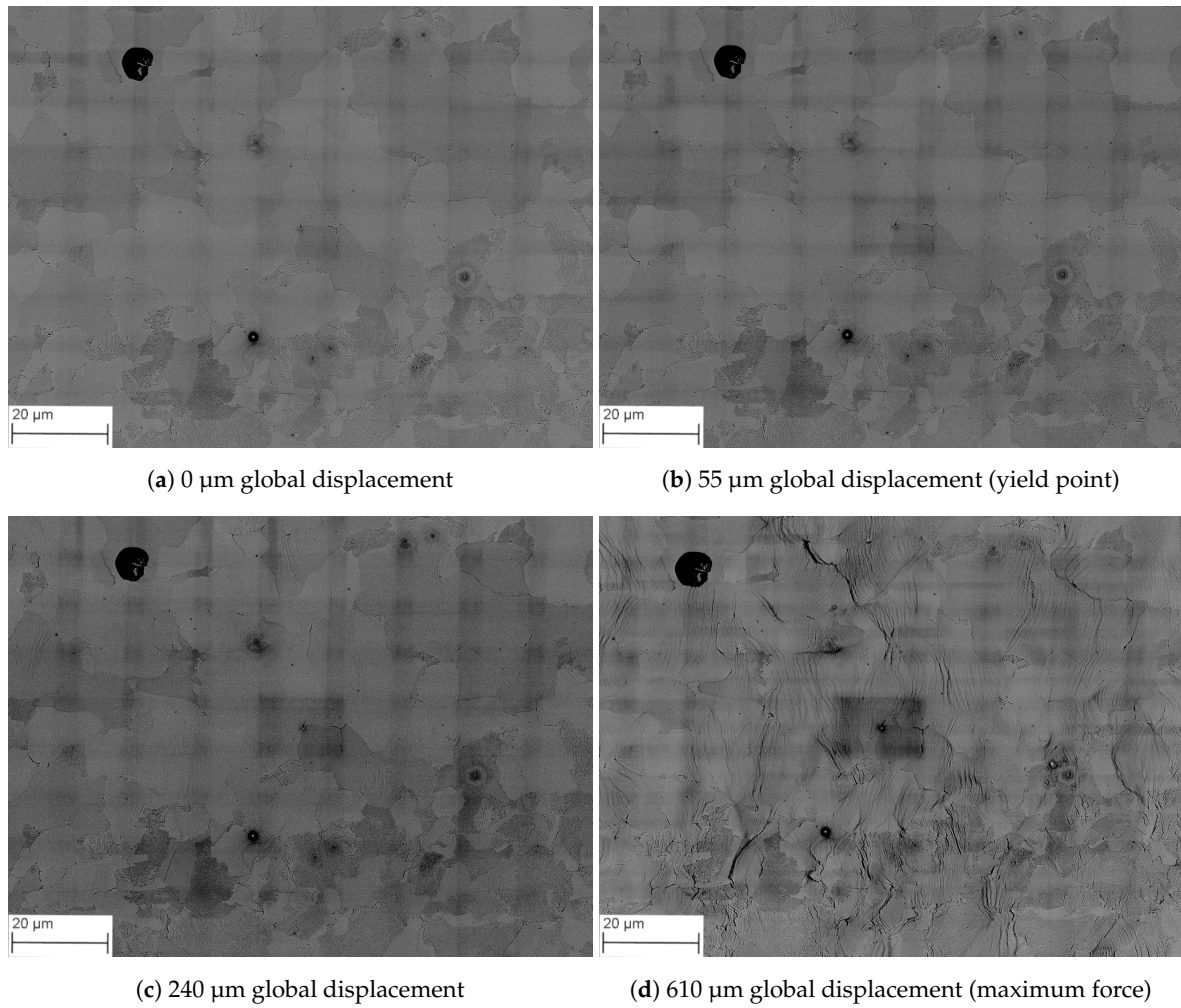 20 µm
20 µm
(a) 0 µm global displacement
(b) 55 µm global displacement (yield point)
20 µm
20 µm
(c) 240 µm global displacement
(d) 610 µm global displacement (maximum force)